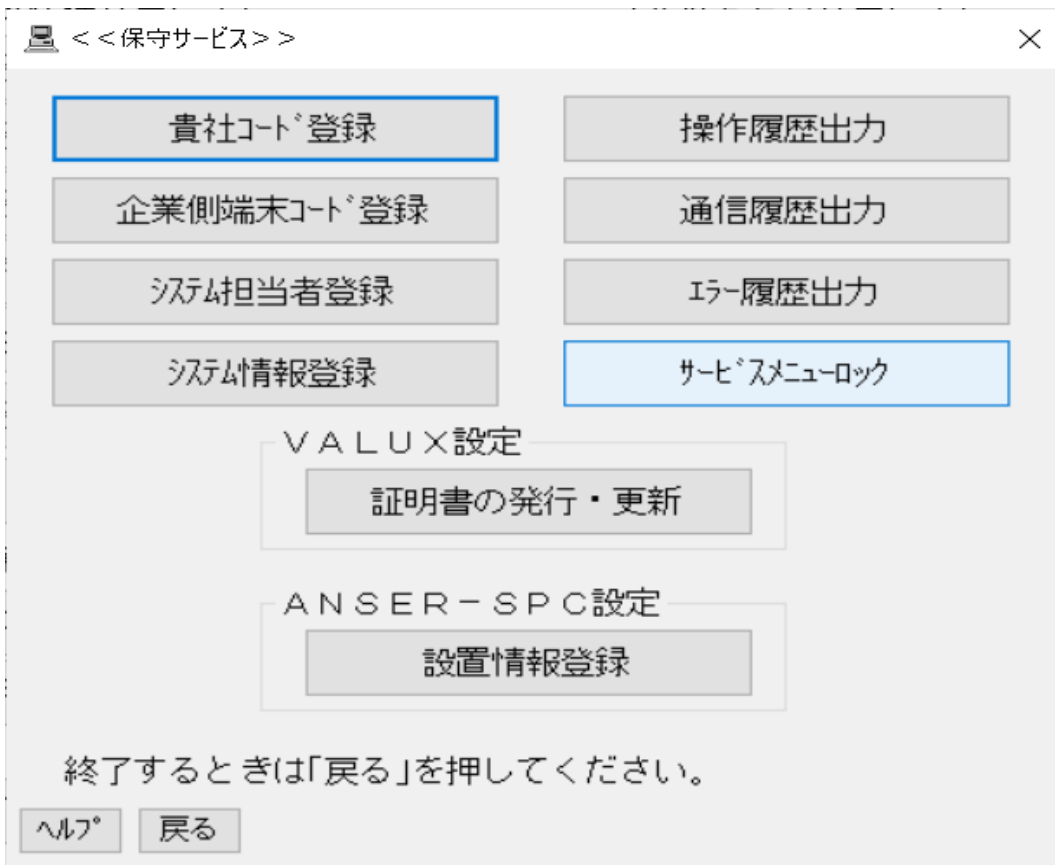 <<保守サービス>>
貴社ｺｰﾄﾞ登録
操作履歴出力
企業側端末ｺｰﾄﾞ登録
通信履歴出力
ｼｽﾃﾑ担当者登録
ｴﾗｰ履歴出力
ｼｽﾃﾑ情報登録
ｻｰﾋﾞｽﾒﾆｭｰﾛｯｸ
ＶＡＬＵＸ設定
証明書の発行・更新
ＡＮＳＥＲ－ＳＰＣ設定
設置情報登録
終了するときは｢戻る｣を押してください。
ﾍﾙﾌﾟ 戻る